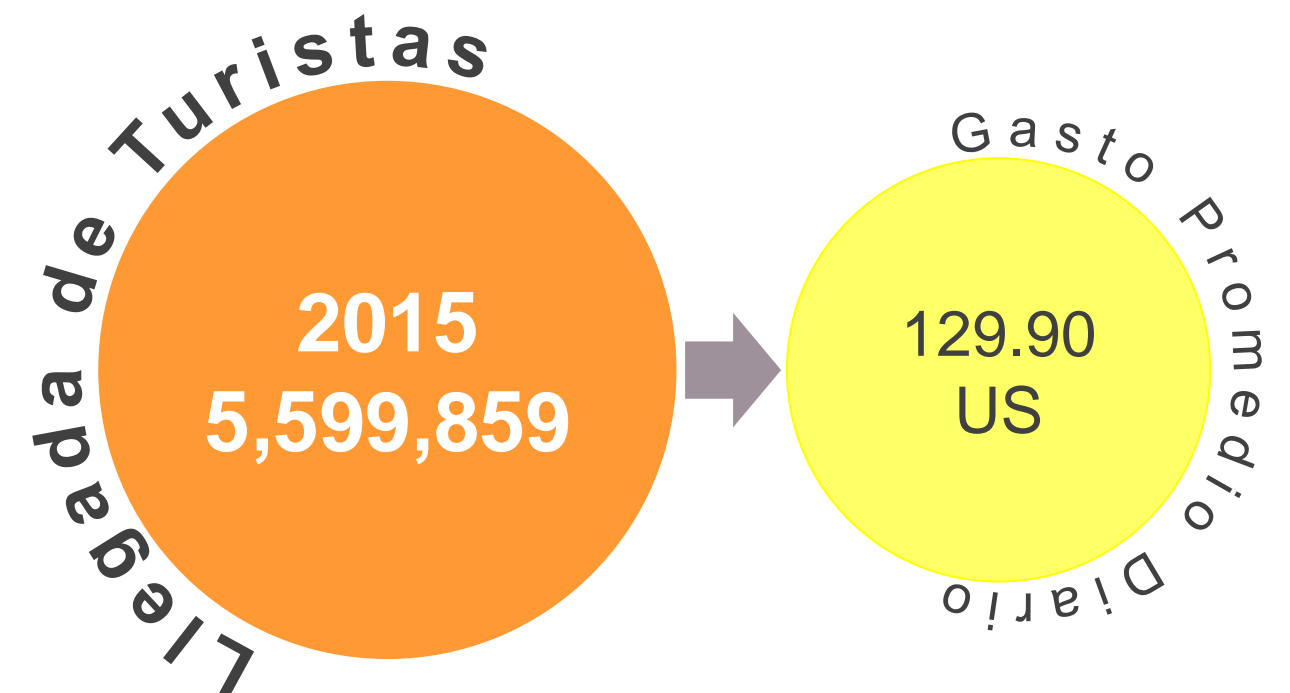 Llegada de Turistas
2015
5,599,859
Gasto Promedio Diario
129.90
US